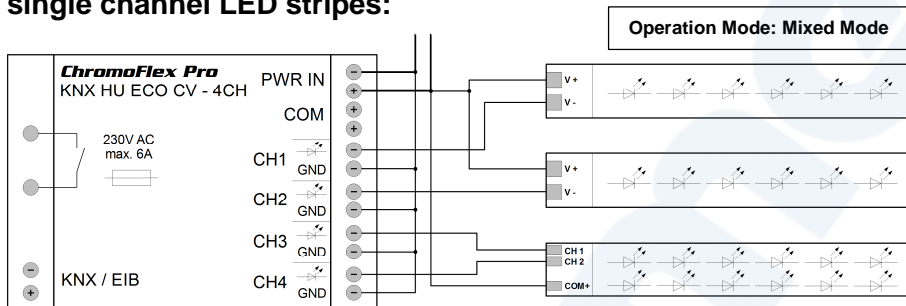 single channel LED stripes:
Operation Mode: Mixed Mode
ChromoFlex Pro
KNX HU ECO CV - 4CH
PWR IN
COM
230V AC
max. 6A
CH1
GND
CH2
GND
CH3
GND
CH4
GND
KNX / EIB
V +
V -
V +
V -
CH 1
CH 2
COM+